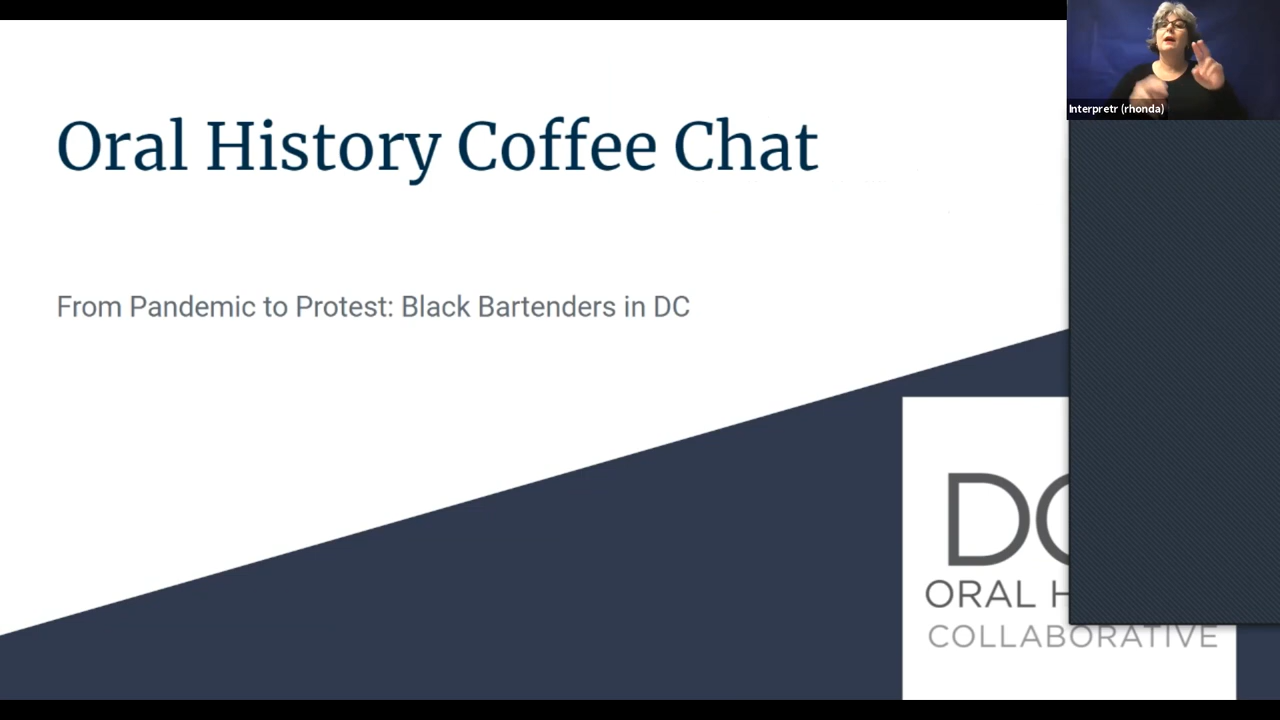 Oral History Coffee Chat
Interpretr (rhonda)
From Pandemic to Protest: Black Bartenders in DC
DC
ORAL H
COLLABORATIVE